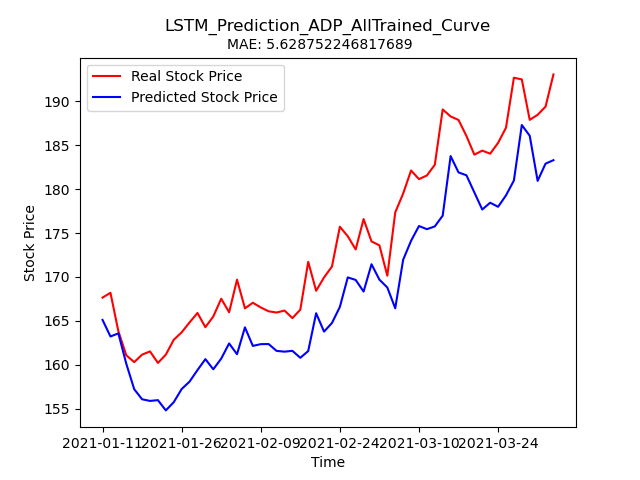 LSTM_Prediction_ADP_AllTrained_Curve
MAE: 5.628752246817689
Real Stock Price
Predicted Stock Price
190
185
180
175
170
165
160
155
Stock Price
2021-01-11 2021-01-26 2021-02-09 2021-02-24 2021-03-10 2021-03-24
Time